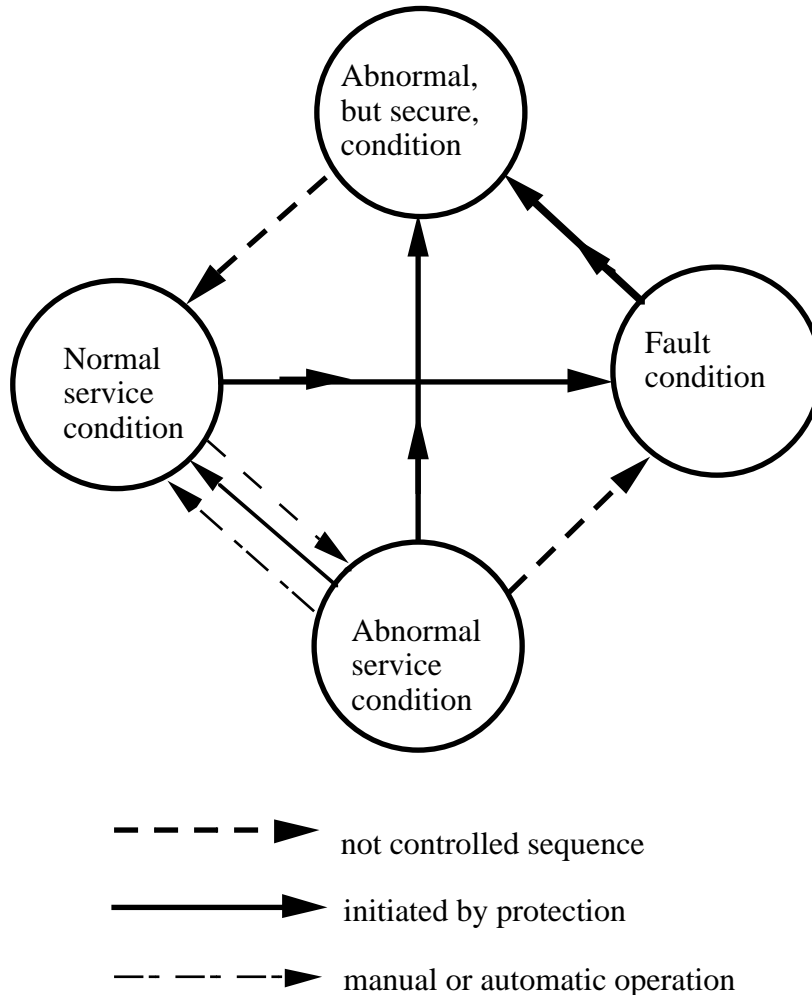 Abnormal,
but secure,
condition
Normal
service
condition
Fault
condition
Abnormal
service
condition
not controlled sequence
initiated by protection
manual or automatic operation